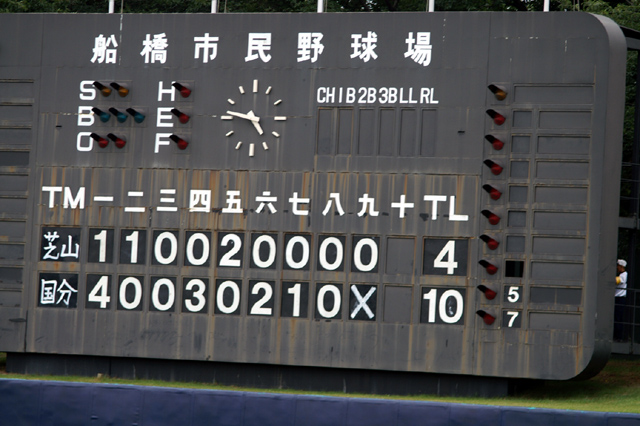 船橋市民野球場
S H CH1B2B3BLLRL
B E
O F
TM 一 二 三 四 五 六 七 八 九 十 TL
芝山 1 1 0 0 2 0 0 0 0 4
国分 4 0 0 3 0 2 1 0 X 10
5
7